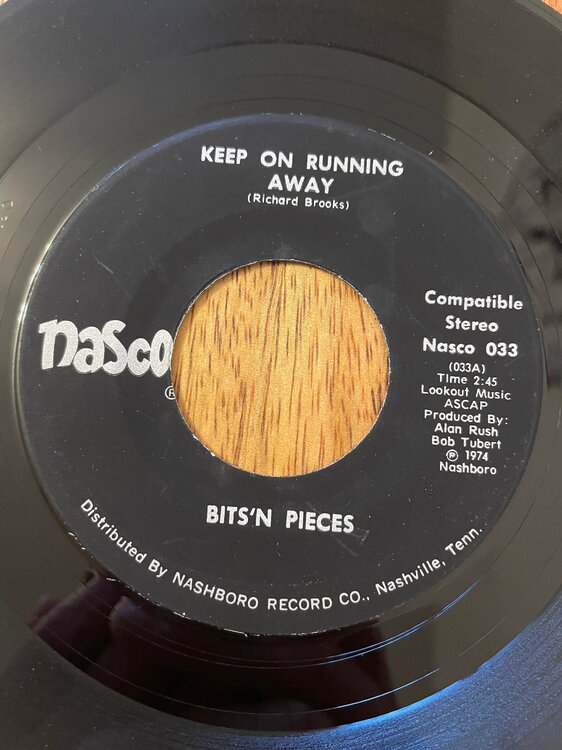 KEEP ON RUNNING
AWAY
(Richard Brooks)
nasco
®
Compatible
Stereo
Nasco 033
(033A)
Time 2:45
Lookout Music
ASCAP
Produced By:
Alan Rush
Bob Tubert
℗ 1974
Nashboro
BITS'N PIECES
Distributed By NASHBORO RECORD CO., Nashville, Tenn.